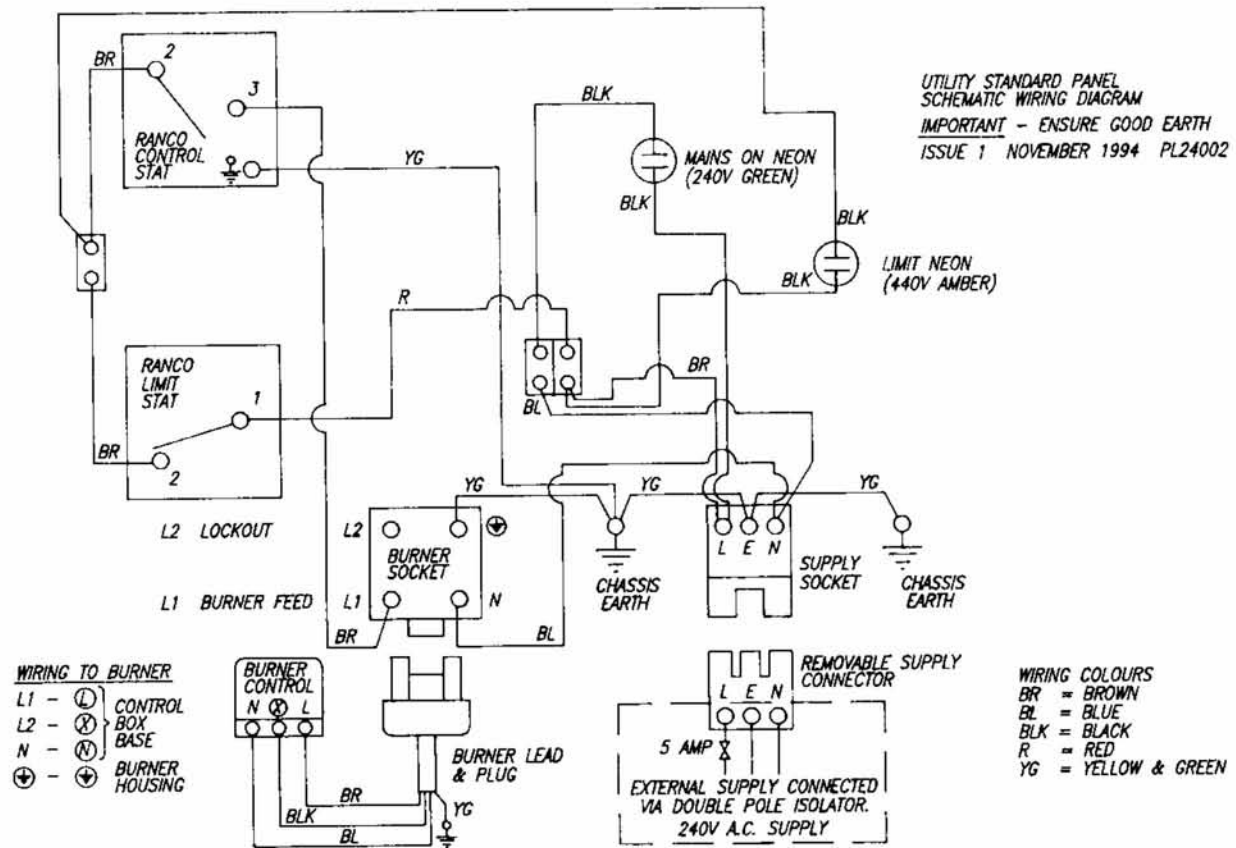 BR
2
3
RANCO
CONTROL
STAT
YG
BLK
MAINS ON NEON
(240V GREEN)
BLK
BLK
LIMIT NEON
(440V AMBER)
BLK
UTILITY STANDARD PANEL
SCHEMATIC WIRING DIAGRAM
IMPORTANT - ENSURE GOOD EARTH
ISSUE 1 NOVEMBER 1994 PL24002
R
RANCO
LIMIT
STAT
1
2
BR
BR
BL
L2 LOCKOUT
L1 BURNER FEED
L2
BURNER
SOCKET
L1
N
YG
YG
YG
CHASSIS
EARTH
L E N
SUPPLY
SOCKET
CHASSIS
EARTH
BR
BL
WIRING TO BURNER
L1 - L
L2 - X
N - N
CONTROL
BOX
BASE
- BURNER
HOUSING
BURNER
CONTROL
N X L
BURNER LEAD
& PLUG
BR
BLK
BL
YG
REMOVABLE SUPPLY
CONNECTOR
L E N
5 AMP
EXTERNAL SUPPLY CONNECTED
VIA DOUBLE POLE ISOLATOR.
240V A.C. SUPPLY
WIRING COLOURS
BR = BROWN
BL = BLUE
BLK = BLACK
R = RED
YG = YELLOW & GREEN